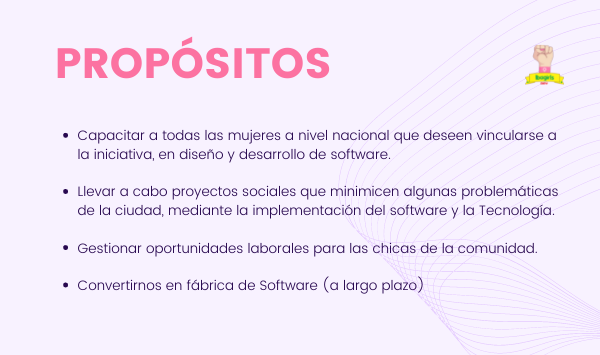 PROPÓSITOS
• Capacitar a todas las mujeres a nivel nacional que deseen vincularse a
la iniciativa, en diseño y desarrollo de software.
• Llevar a cabo proyectos sociales que minimicen algunas problemáticas
de la ciudad, mediante la implementación del software y la Tecnología.
• Gestionar oportunidades laborales para las chicas de la comunidad.
• Convertirnos en fábrica de Software (a largo plazo)